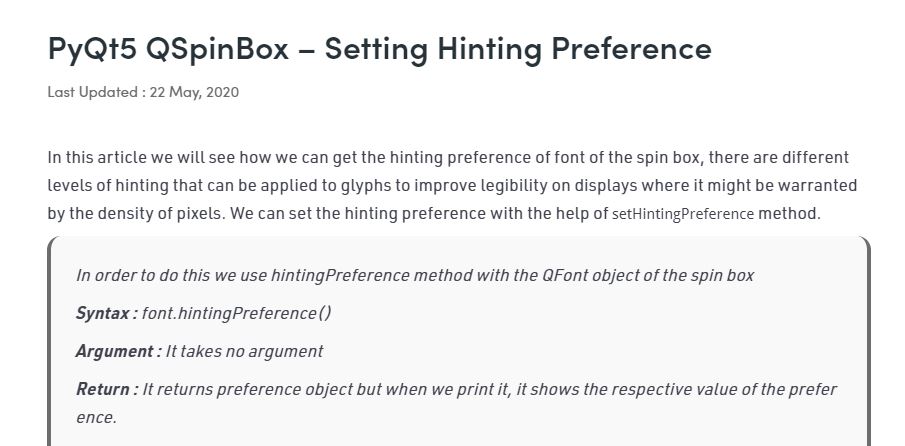 PyQt5 QSpinBox – Setting Hinting Preference
Last Updated : 22 May, 2020
In this article we will see how we can get the hinting preference of font of the spin box, there are different
levels of hinting that can be applied to glyphs to improve legibility on displays where it might be warranted
by the density of pixels. We can set the hinting preference with the help of setHintingPreference method.
In order to do this we use hintingPreference method with the QFont object of the spin box
Syntax : font.hintingPreference()
Argument : It takes no argument
Return : It returns preference object but when we print it, it shows the respective value of the prefer
ence.